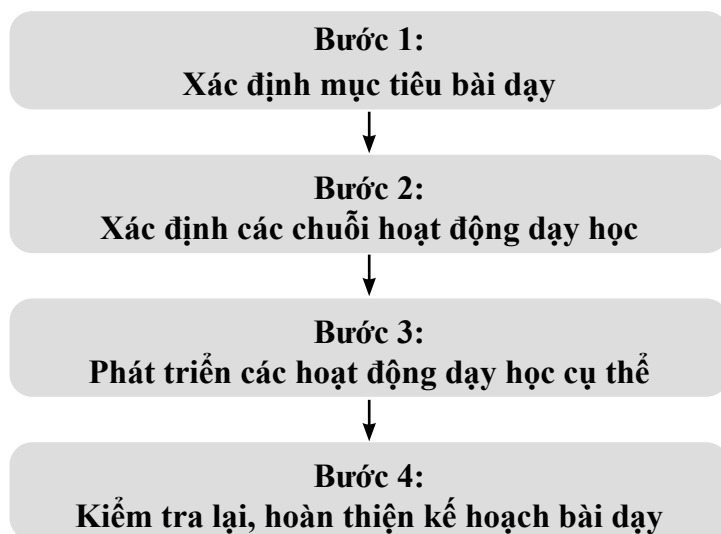 Bước 1:
Xác định mục tiêu bài dạy
Bước 2:
Xác định các chuỗi hoạt động dạy học
Bước 3:
Phát triển các hoạt động dạy học cụ thể
Bước 4:
Kiểm tra lại, hoàn thiện kế hoạch bài dạy